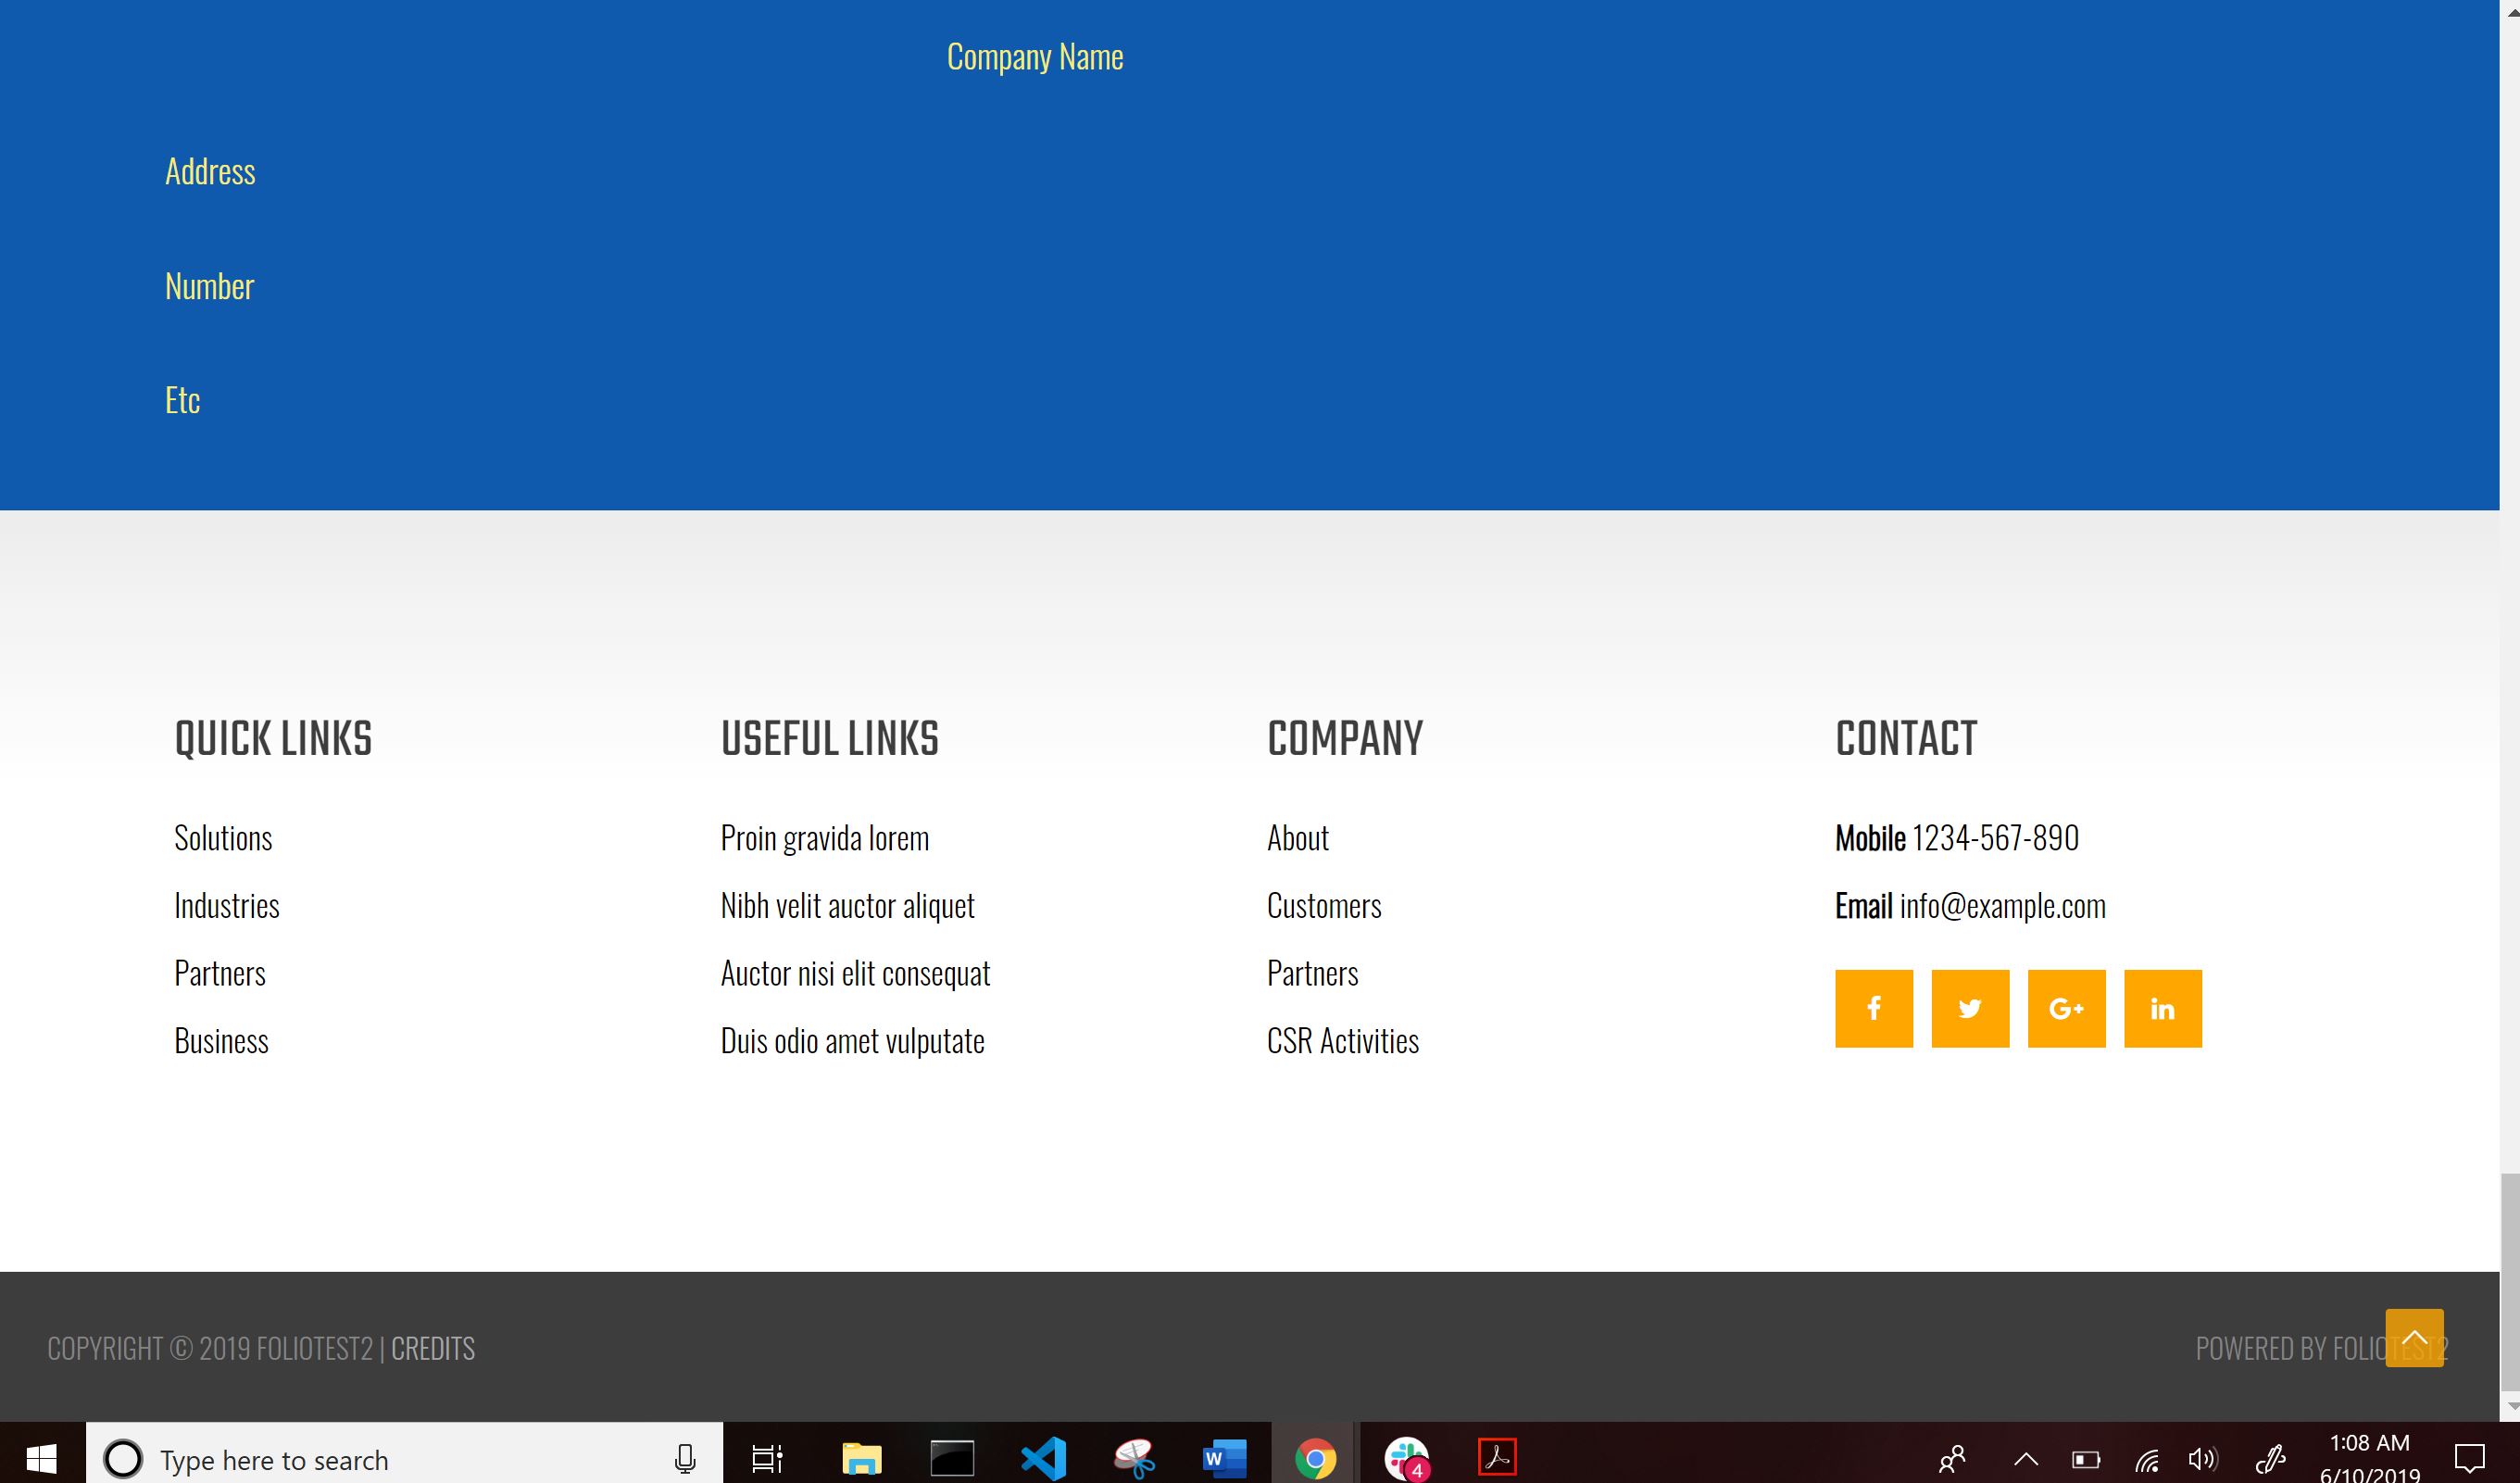 Company Name
Address
Number
Etc
QUICK LINKS
Solutions
Industries
Partners
Business
USEFUL LINKS
Proin gravida lorem
Nibh velit auctor aliquet
Auctor nisi elit consequat
Duis odio amet vulputate
COMPANY
About
Customers
Partners
CSR Activities
CONTACT
Mobile 1234-567-890
Email info@example.com
f G+ in
COPYRIGHT © 2019 FOLIOTEST2 | CREDITS
POWERED BY FOLIOTEST2
Type here to search
W
4
1:08 AM
6/10/2019